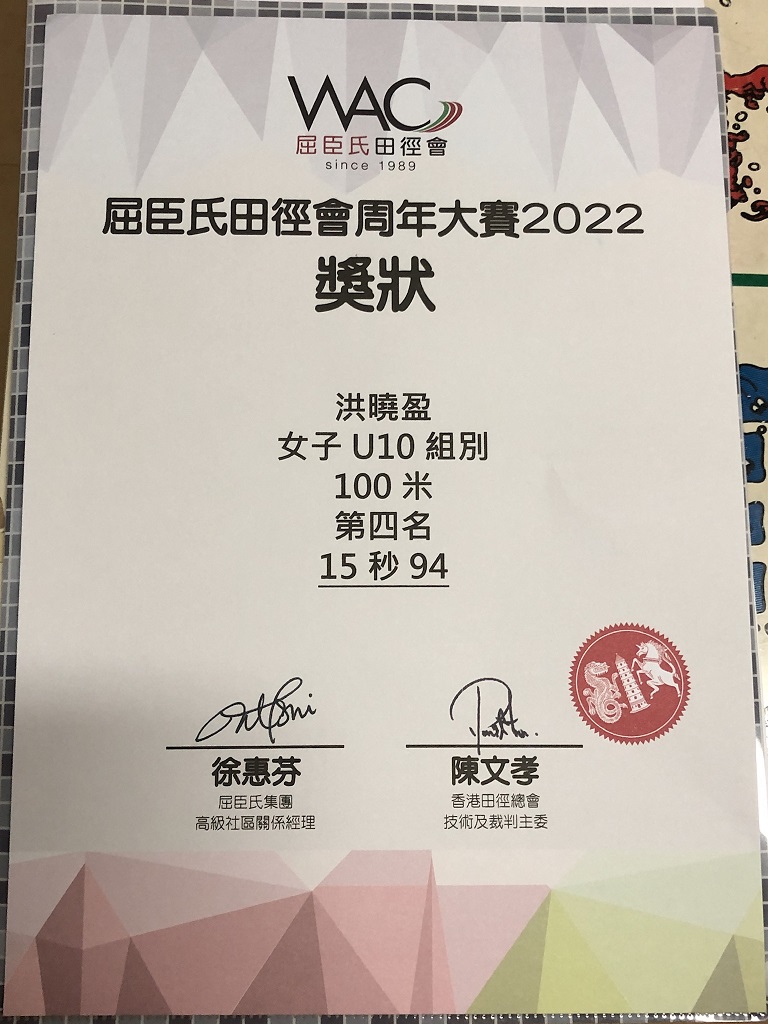 WAC
屈臣氏田徑會
since 1989
屈臣氏田徑會周年大賽2022
獎狀
洪曉盈
女子 U10 組別
100 米
第四名
15 秒 94
徐惠芬
屈臣氏集團
高級社區關係經理
陳文孝
香港田徑總會
技術及裁判主委